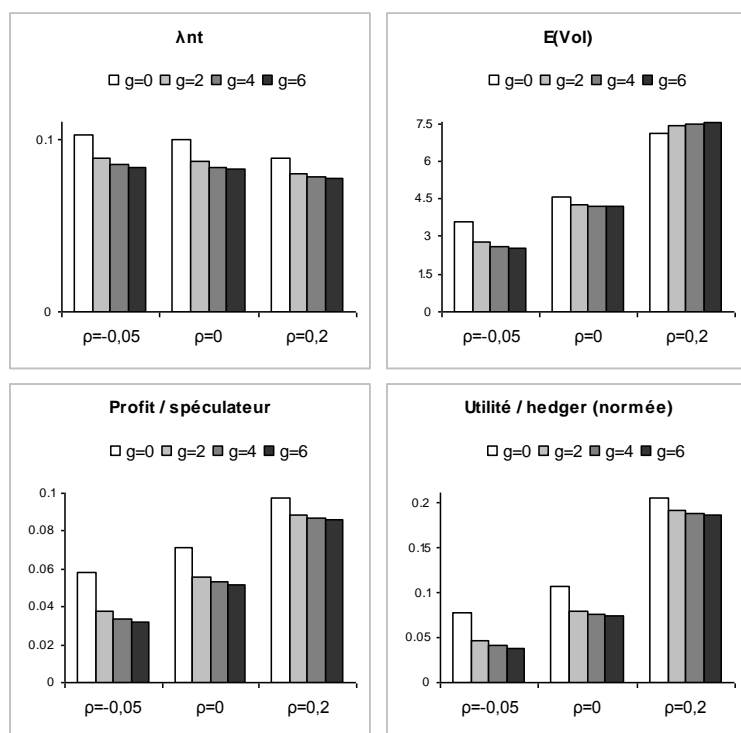 λnt
g=0 g=2 g=4 g=6
0.1
0
ρ=-0,05 ρ=0 ρ=0,2
E(Vol)
g=0 g=2 g=4 g=6
7.5
6
4.5
3
1.5
0
ρ=-0,05 ρ=0 ρ=0,2
Profit / spéculateur
g=0 g=2 g=4 g=6
0.1
0.08
0.06
0.04
0.02
0
ρ=-0,05 ρ=0 ρ=0,2
Utilité / hedger (normée)
g=0 g=2 g=4 g=6
0.2
0.15
0.1
0.05
0
ρ=-0,05 ρ=0 ρ=0,2